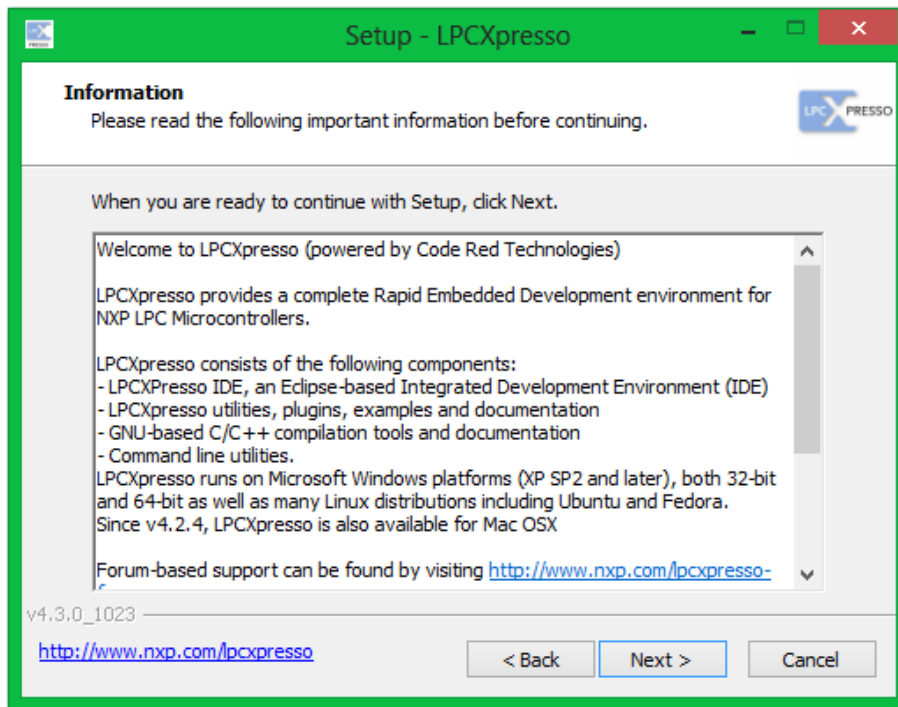 Setup - LPCXpresso
Information
Please read the following important information before continuing.
LPC XPRESSO
When you are ready to continue with Setup, click Next.
Welcome to LPCXpresso (powered by Code Red Technologies)
LPCXpresso provides a complete Rapid Embedded Development environment for
NXP LPC Microcontrollers.
LPCXpresso consists of the following components:
- LPCXPresso IDE, an Eclipse-based Integrated Development Environment (IDE)
- LPCXpresso utilities, plugins, examples and documentation
- GNU-based C/C++ compilation tools and documentation
- Command line utilities.
LPCXpresso runs on Microsoft Windows platforms (XP SP2 and later), both 32-bit
and 64-bit as well as many Linux distributions including Ubuntu and Fedora.
Since v4.2.4, LPCXpresso is also available for Mac OSX
Forum-based support can be found by visiting http://www.nxp.com/lpcxpresso-
v4.3.0_1023
http://www.nxp.com/lpcxpresso
< Back
Next >
Cancel